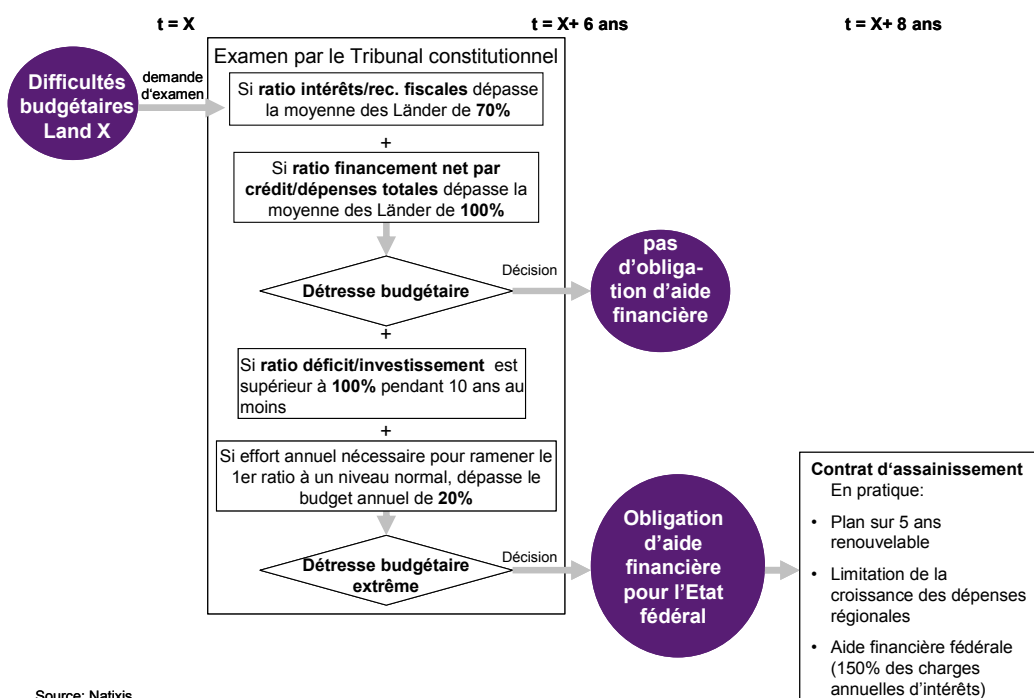 t = X
t = X+ 6 ans
t = X+ 8 ans
Difficultés
budgétaires
Land X
demande
d'examen
Examen par le Tribunal constitutionnel
Si ratio intérêts/rec. fiscales dépasse
la moyenne des Länder de 70%
+
Si ratio financement net par
crédit/dépenses totales dépasse la
moyenne des Länder de 100%
Détresse budgétaire
Décision
pas
d’obliga-
tion d’aide
financière
+
Si ratio déficit/investissement est
supérieur à 100% pendant 10 ans au
moins
+
Si effort annuel nécessaire pour ramener le
1er ratio à un niveau normal, dépasse le
budget annuel de 20%
Détresse budgétaire
extrême
Décision
Obligation
d’aide
financière
pour l’Etat
fédéral
Contrat d‘assainissement
En pratique:
• Plan sur 5 ans
renouvelable
• Limitation de la
croissance des dépenses
régionales
• Aide financière fédérale
(150% des charges
annuelles d’intérêts)
Source: Natixis